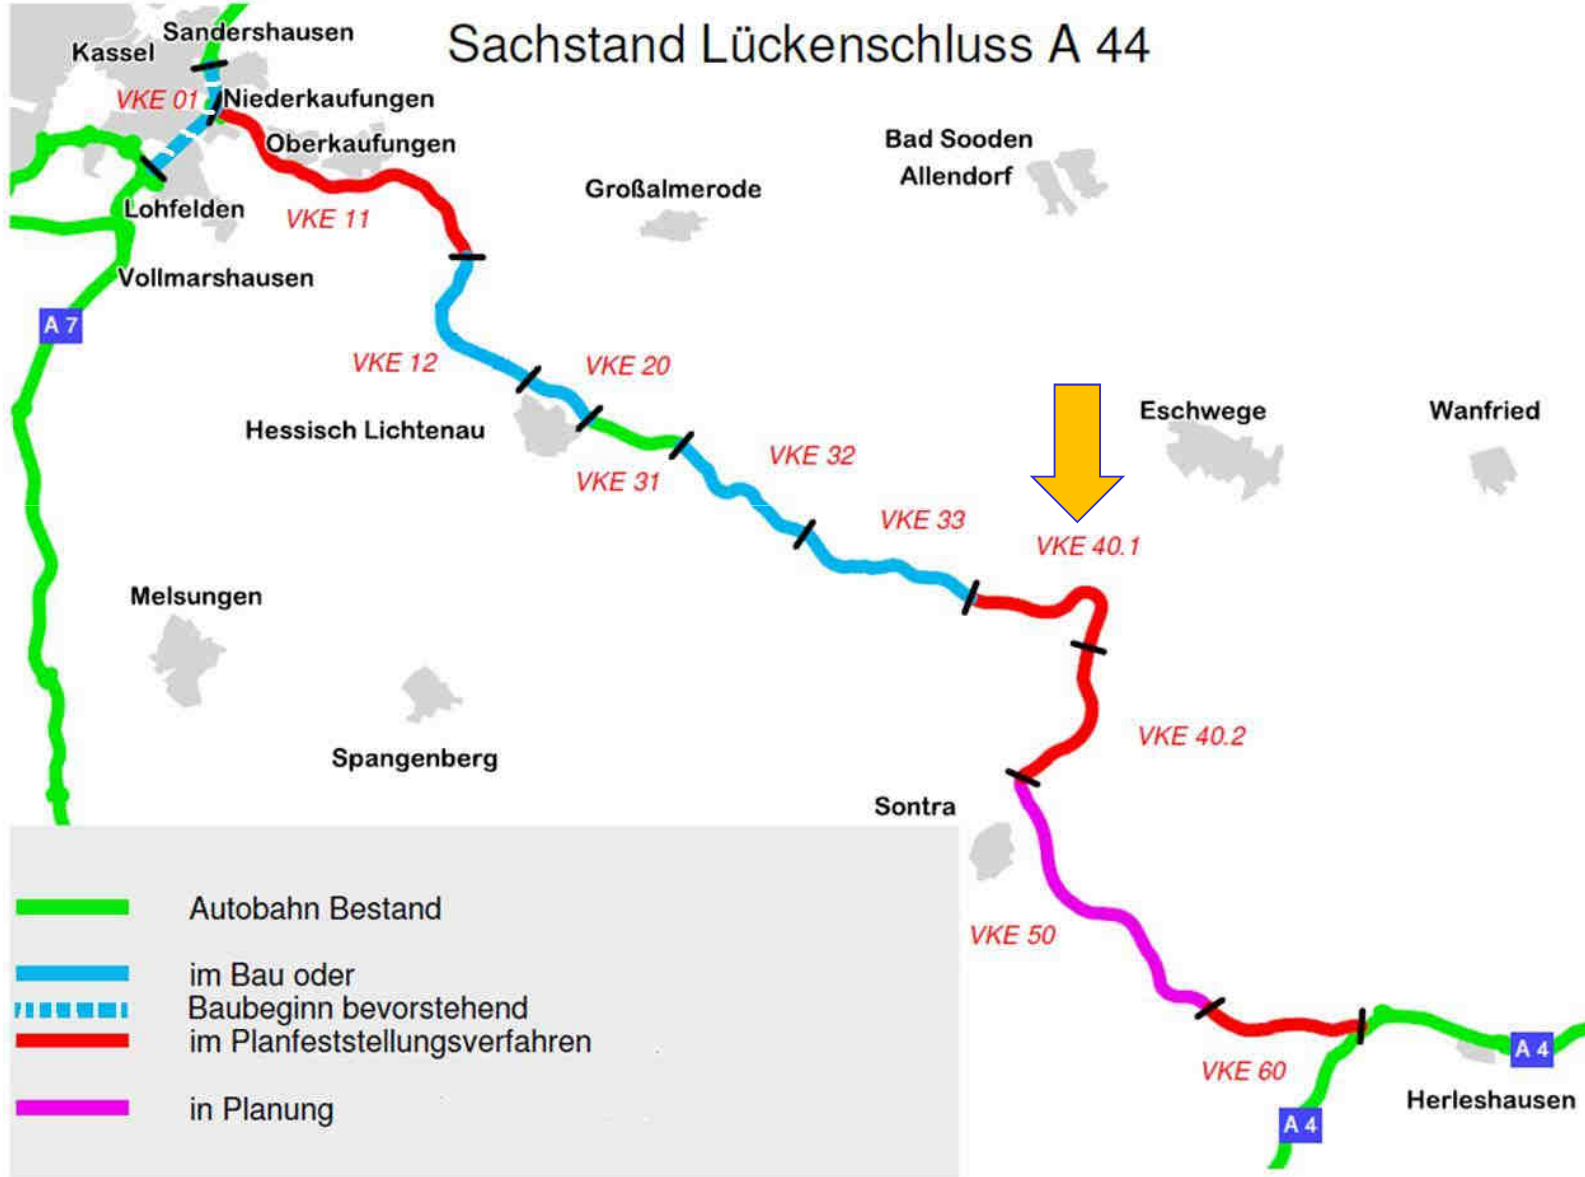 Sachstand Lückenschluss A 44
Sandershausen
Kassel
VKE 01
Niederkaufungen
Oberkaufungen
Bad Sooden
Allendorf
Großalmerode
Lohfelden
VKE 11
Vollmarshausen
A 7
VKE 12
VKE 20
Eschwege
Wanfried
Hessisch Lichtenau
VKE 32
VKE 31
VKE 33
VKE 40.1
Melsungen
VKE 40.2
Spangenberg
Sontra
Autobahn Bestand
VKE 50
im Bau oder
Baubeginn bevorstehend
im Planfeststellungsverfahren
A 4
VKE 60
Herleshausen
in Planung
A 4